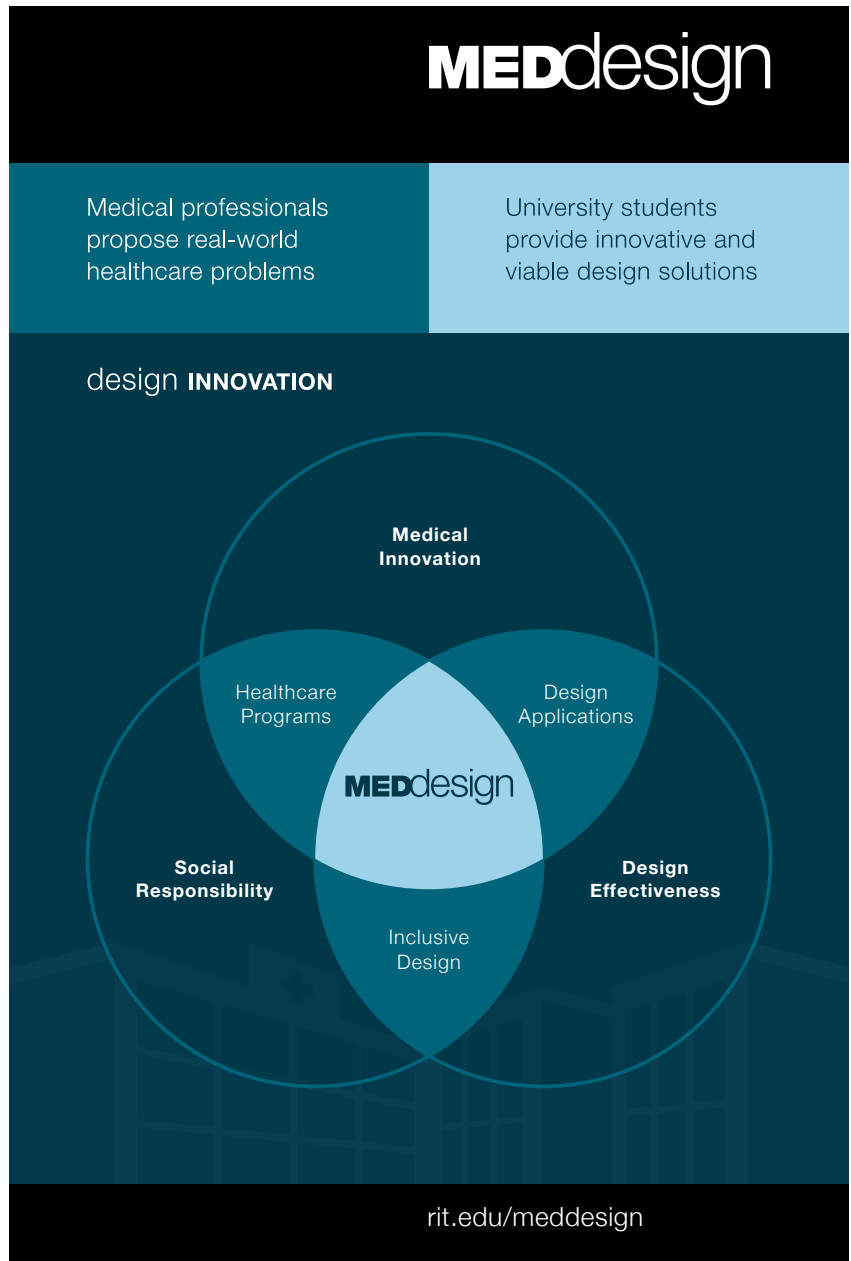 MEDdesign
Medical professionals
propose real-world
healthcare problems
University students
provide innovative and
viable design solutions
design INNOVATION
Medical
Innovation
Healthcare
Programs
Design
Applications
MEDdesign
Social
Responsibility
Design
Effectiveness
Inclusive
Design
rit.edu/meddesign